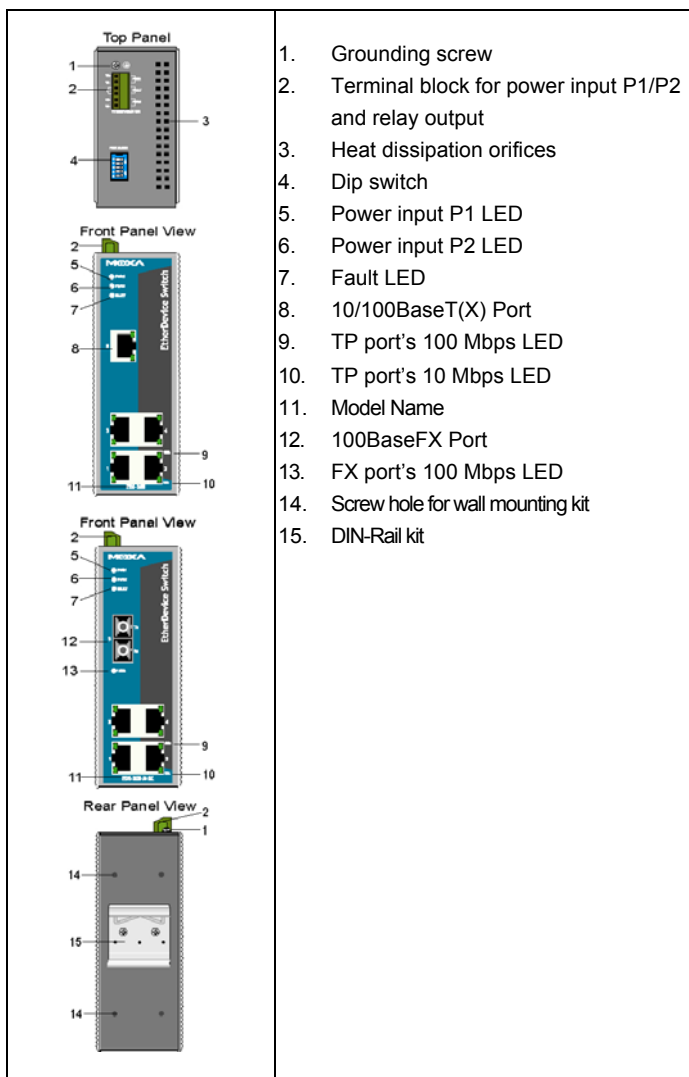 Top Panel
1
2
3
4
Front Panel View
2
MOXA
5
6
7
EtherDevice Switch
8
9
11
10
Front Panel View
2
MOXA
5
6
7
EtherDevice Switch
12
13
9
11
10
Rear Panel View
2
1
14
15
14
1. Grounding screw
2. Terminal block for power input P1/P2
and relay output
3. Heat dissipation orifices
4. Dip switch
5. Power input P1 LED
6. Power input P2 LED
7. Fault LED
8. 10/100BaseT(X) Port
9. TP port's 100 Mbps LED
10. TP port's 10 Mbps LED
11. Model Name
12. 100BaseFX Port
13. FX port's 100 Mbps LED
14. Screw hole for wall mounting kit
15. DIN-Rail kit